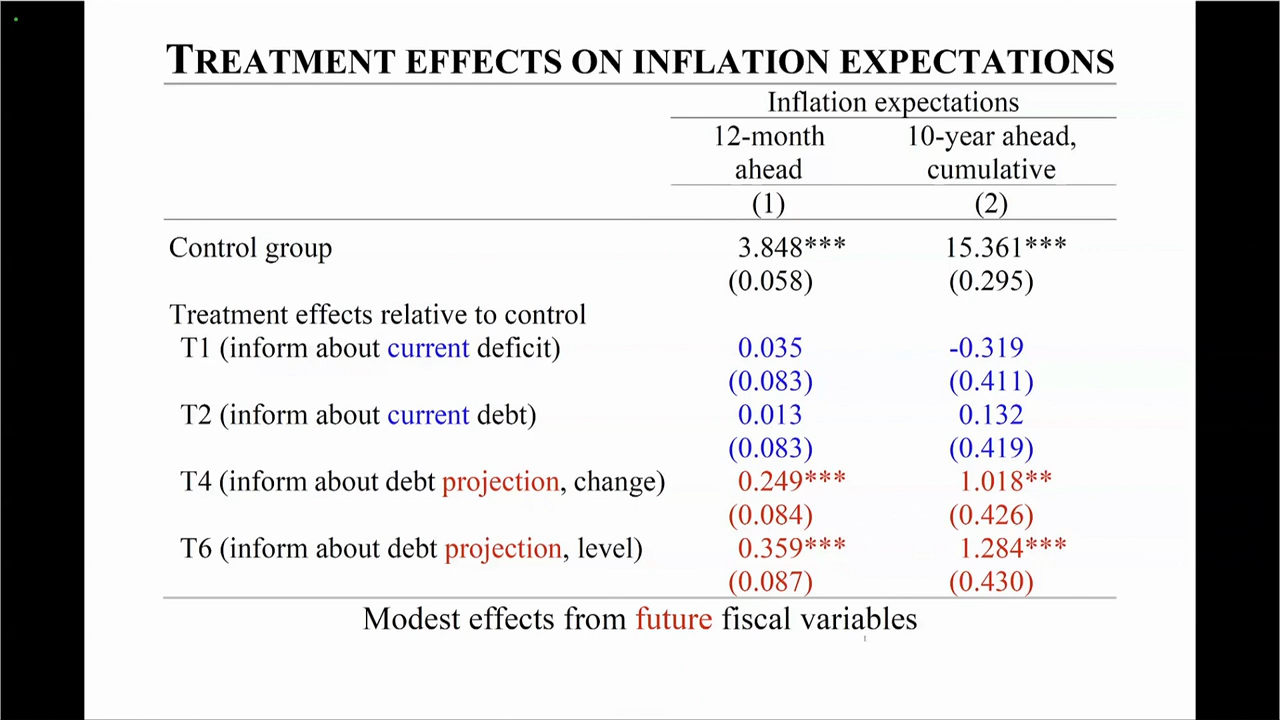 TREATMENT EFFECTS ON INFLATION EXPECTATIONS
Inflation expectations
12-month ahead 10-year ahead, cumulative
(1) (2)
Control group 3.848*** 15.361***
(0.058) (0.295)
Treatment effects relative to control
T1 (inform about current deficit) 0.035 -0.319
(0.083) (0.411)
T2 (inform about current debt) 0.013 0.132
(0.083) (0.419)
T4 (inform about debt projection, change) 0.249*** 1.018**
(0.084) (0.426)
T6 (inform about debt projection, level) 0.359*** 1.284***
(0.087) (0.430)
Modest effects from future fiscal variables